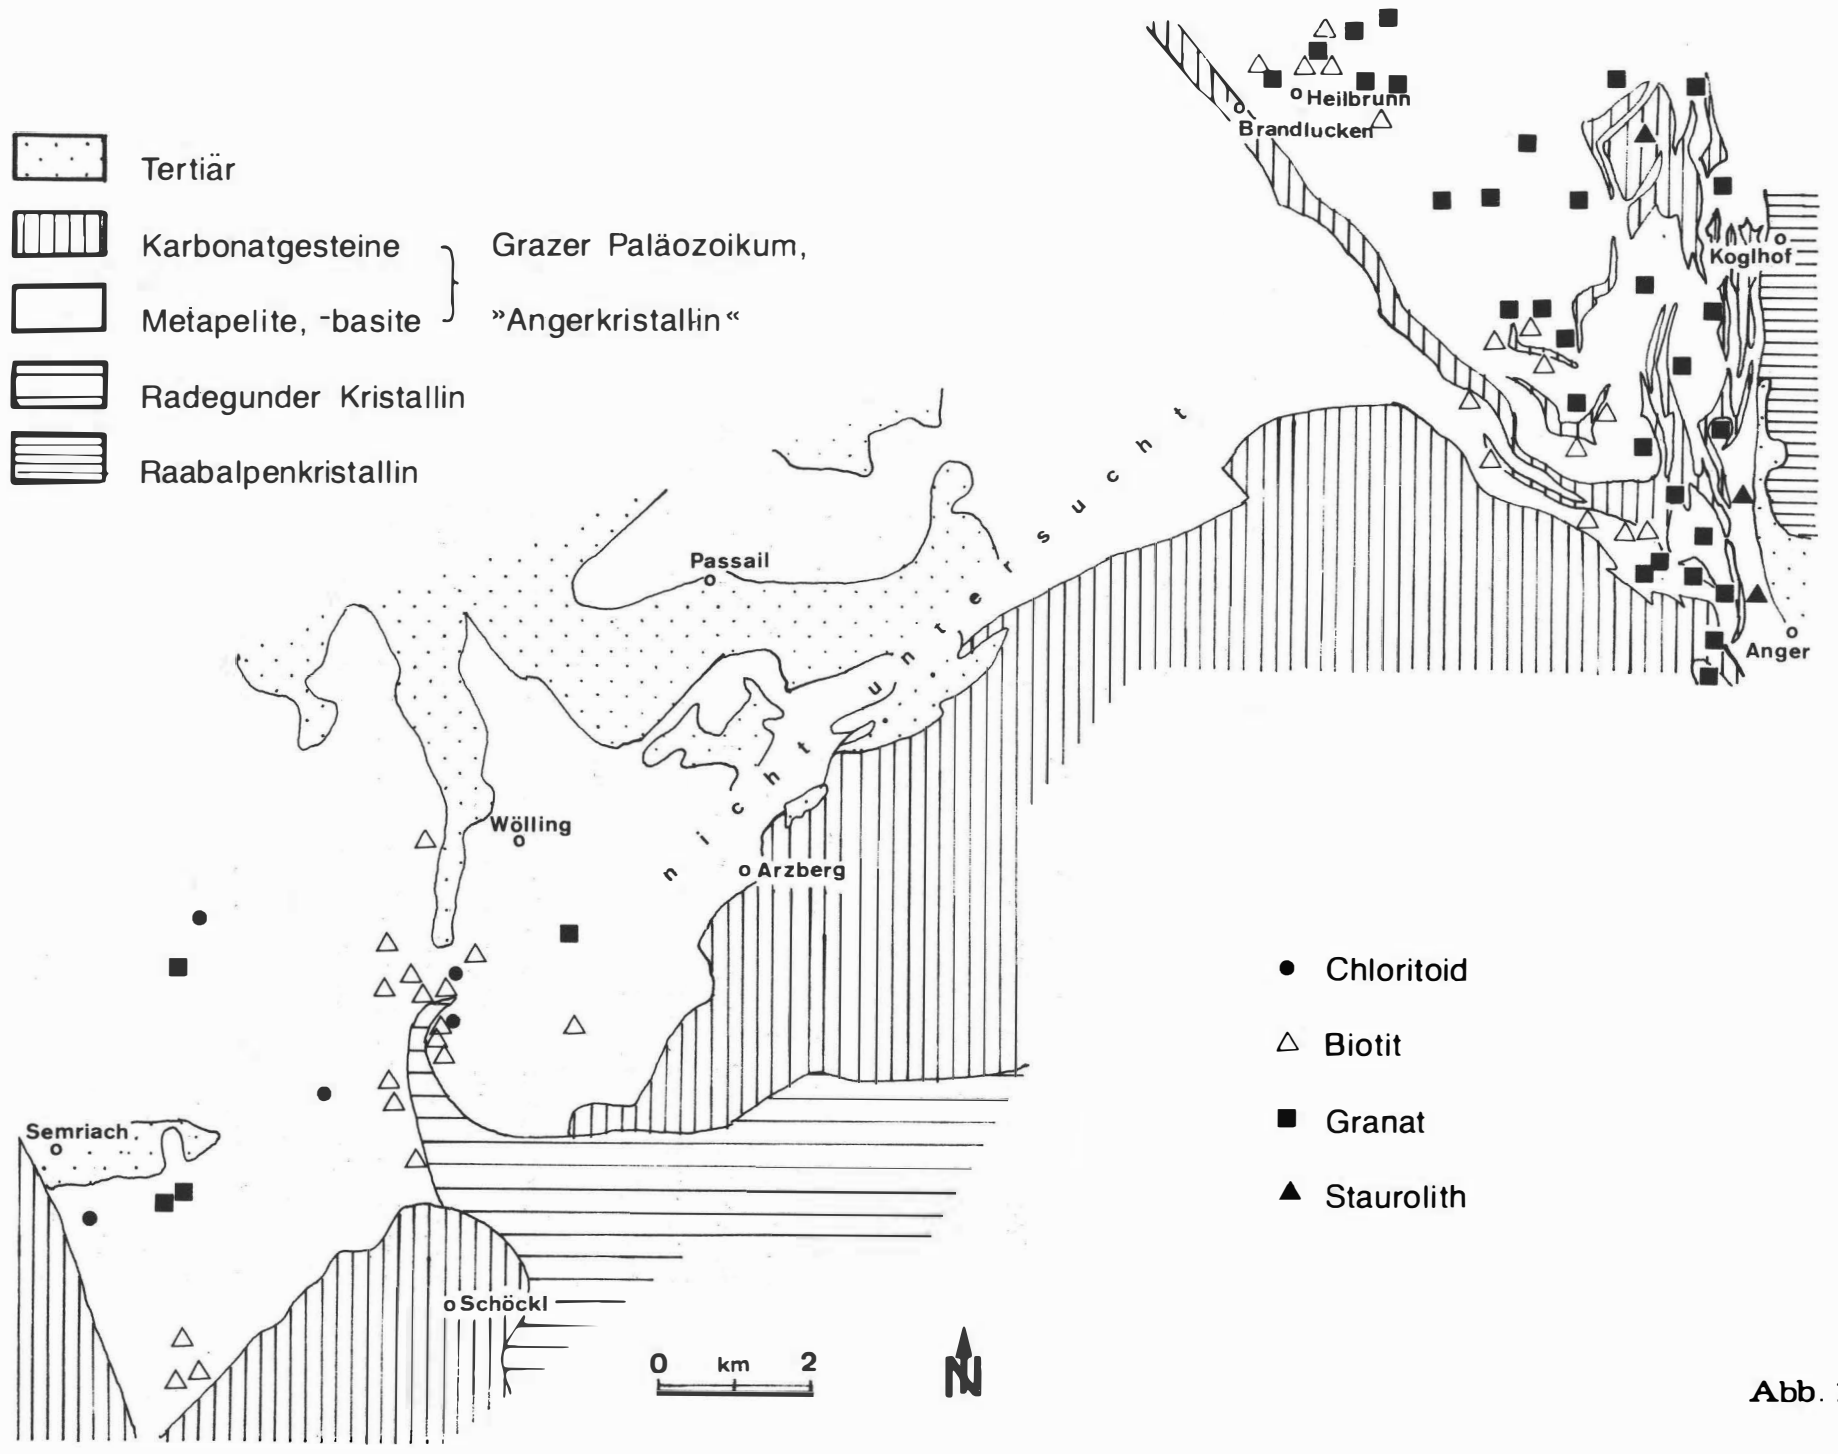 Heilbrunn
Brandlucken
Tertiär
Karbonatgesteine
Grazer Paläozoikum,
Metapelite, -basite
»Angerkristallin«
Radegunder Kristallin
Raabalpenkristallin
Koglhof
nicht untersucht
Passail
Anger
Wölling
Arzberg
Semriach
Schöckl
Chloritoid
Biotit
Granat
Staurolith
0 km 2
N
Abb.